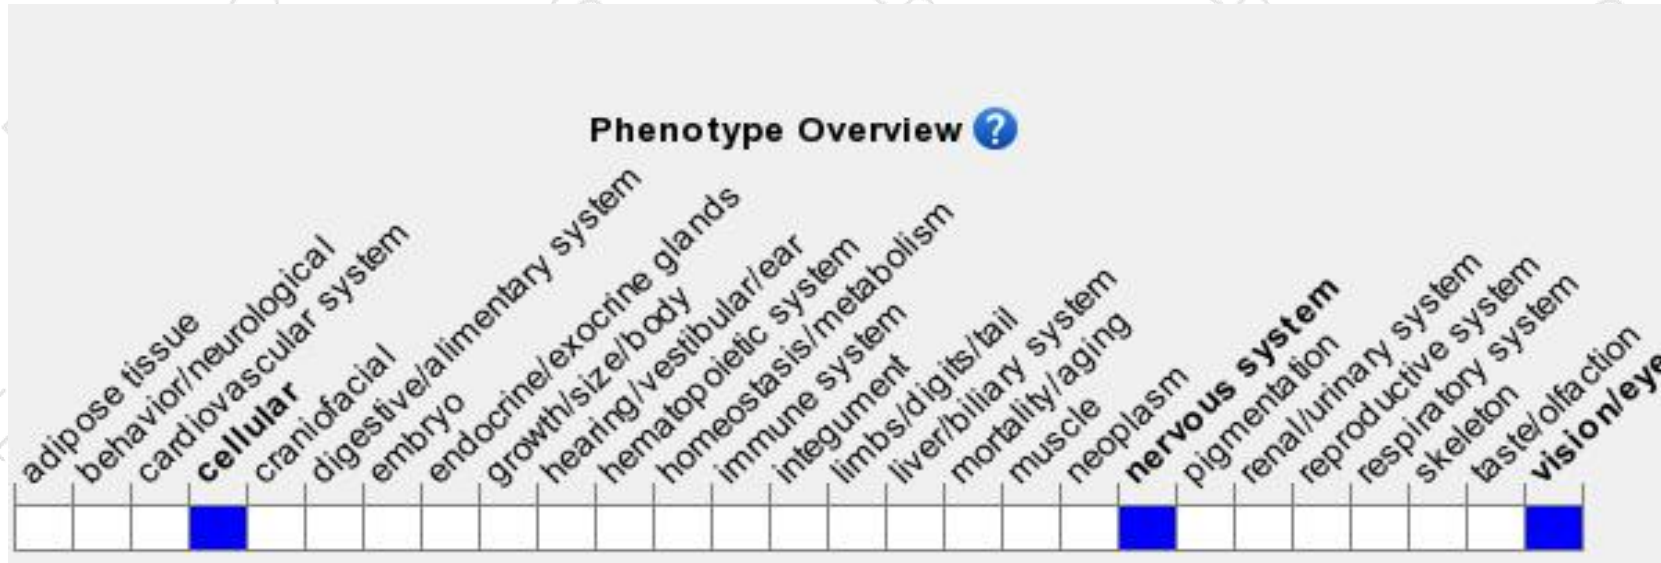 Phenotype Overview ?
adipose tissue
behavior/neurological
cardiovascular system
cellular
craniofacial
digestive/alimentary system
embryo
endocrine/exocrine glands
growth/size/body
hearing/vestibular/ear
hematopoietic system
homeostasis/metabolism
immune system
integument
limbs/digits/tail
liver/biliary system
mortality/aging
muscle
neoplasm
nervous system
pigmentation
renal/urinary system
reproductive system
respiratory system
skeleton
taste/olfaction
vision/eye